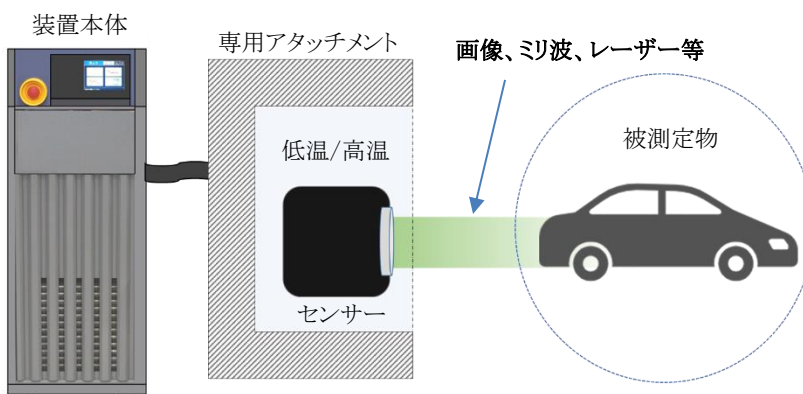 装置本体
専用アタッチメント
画像、ミリ波、レーザー等
低温/高温
被測定物
センサー